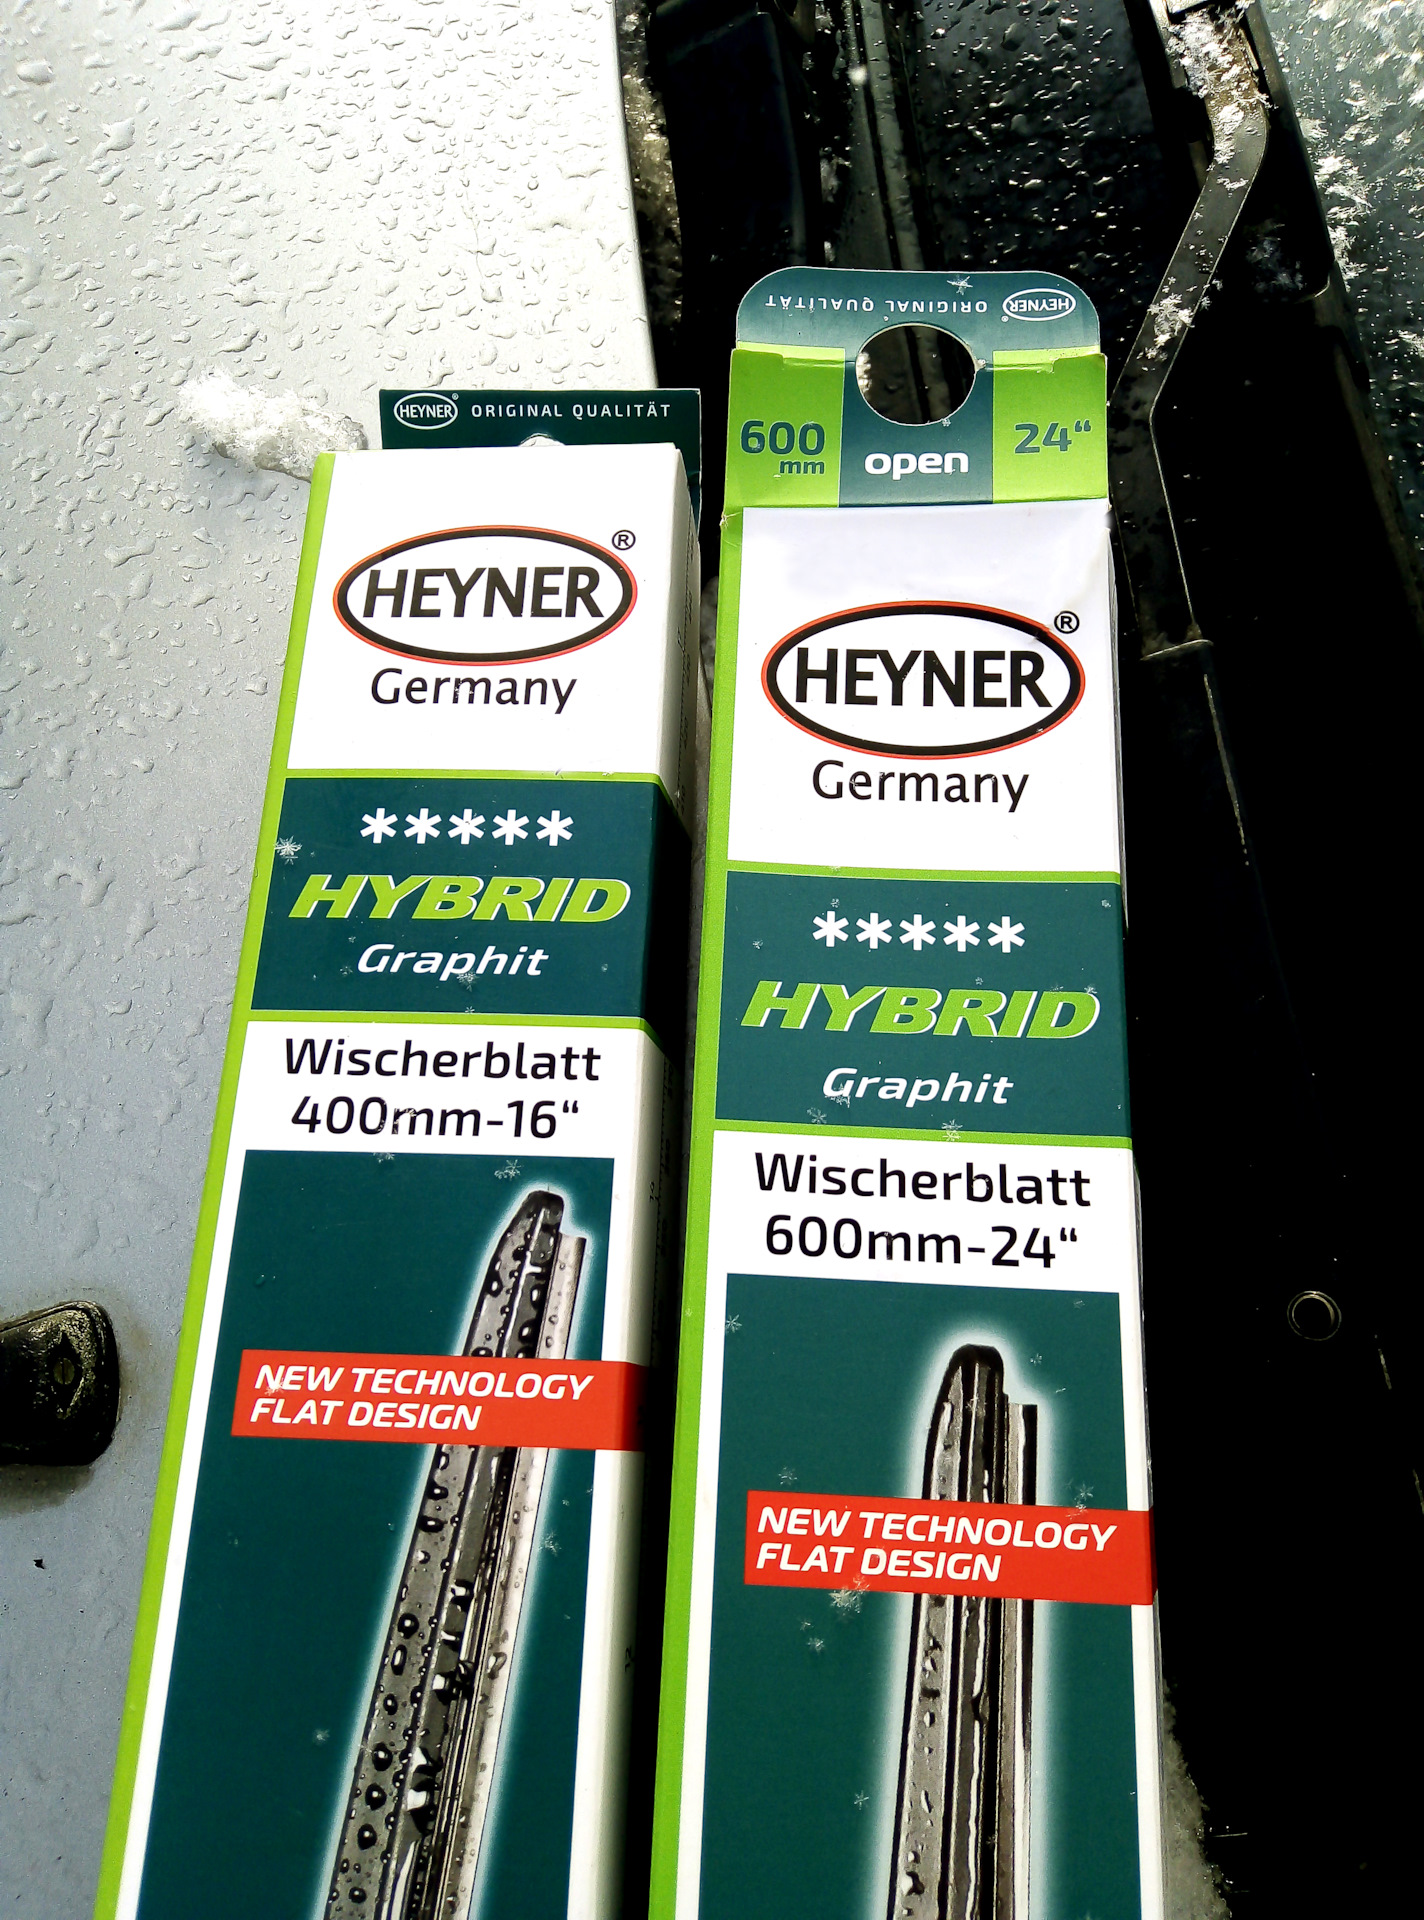 HEYNER® ORIGINAL QUALITÄT
HEYNER®
Germany
*****
HYBRID
Graphit
Wischerblatt
400mm-16“
NEW TECHNOLOGY
FLAT DESIGN
HEYNER® ORIGINAL QUALITÄT
600 mm
open
24“
HEYNER®
Germany
*****
HYBRID
Graphit
Wischerblatt
600mm-24“
NEW TECHNOLOGY
FLAT DESIGN